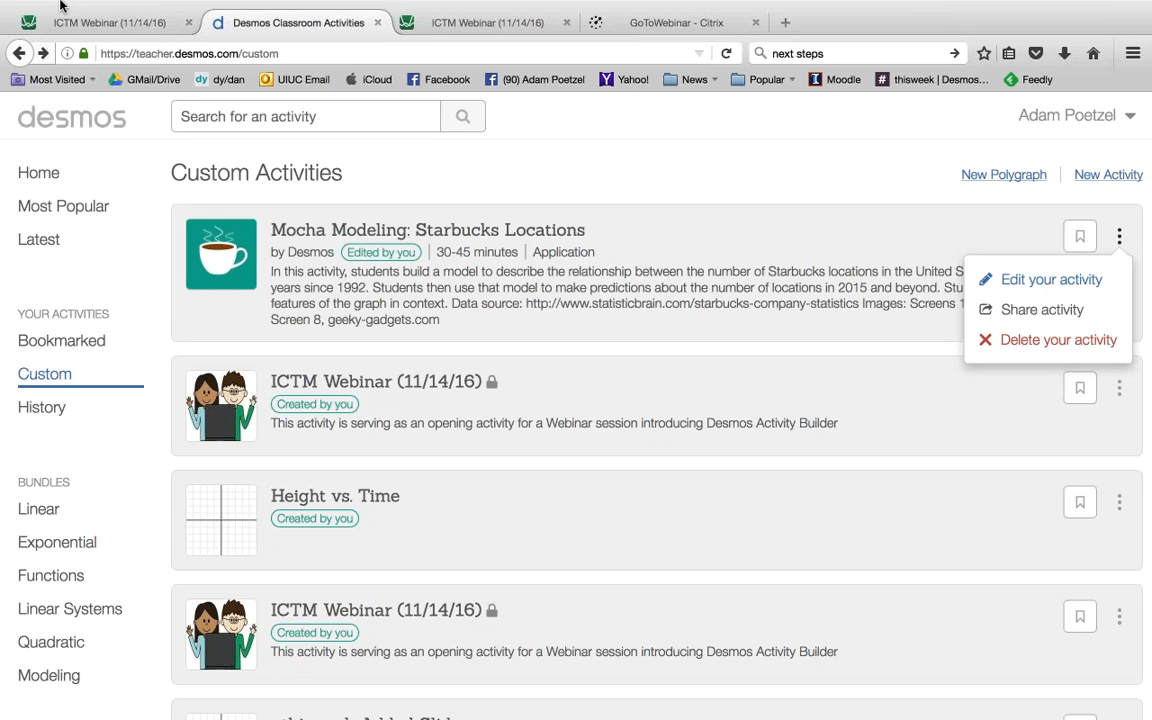 ICTM Webinar (11/14/16) × Desmos Classroom Activities × ICTM Webinar (11/14/16) × GoToWebinar - Citrix × +
https://teacher.desmos.com/custom next steps
Most Visited GMail/Drive dy dy/dan UIUC Email iCloud Facebook (90) Adam Poetzel Yahoo! News Popular Moodle # thisweek | Desmos... Feedly
desmos Search for an activity Adam Poetzel
Home
Most Popular
Latest
YOUR ACTIVITIES
Bookmarked
Custom
History
BUNDLES
Linear
Exponential
Functions
Linear Systems
Quadratic
Modeling
Custom Activities New Polygraph | New Activity
Mocha Modeling: Starbucks Locations
by Desmos Edited by you | 30-45 minutes | Application
In this activity, students build a model to describe the relationship between the number of Starbucks locations in the United S
years since 1992. Students then use that model to make predictions about the number of locations in 2015 and beyond. Stu
features of the graph in context. Data source: http://www.statisticbrain.com/starbucks-company-statistics Images: Screens 1
Screen 8, geeky-gadgets.com
Edit your activity
Share activity
Delete your activity
ICTM Webinar (11/14/16)
Created by you
This activity is serving as an opening activity for a Webinar session introducing Desmos Activity Builder
Height vs. Time
Created by you
ICTM Webinar (11/14/16)
Created by you
This activity is serving as an opening activity for a Webinar session introducing Desmos Activity Builder